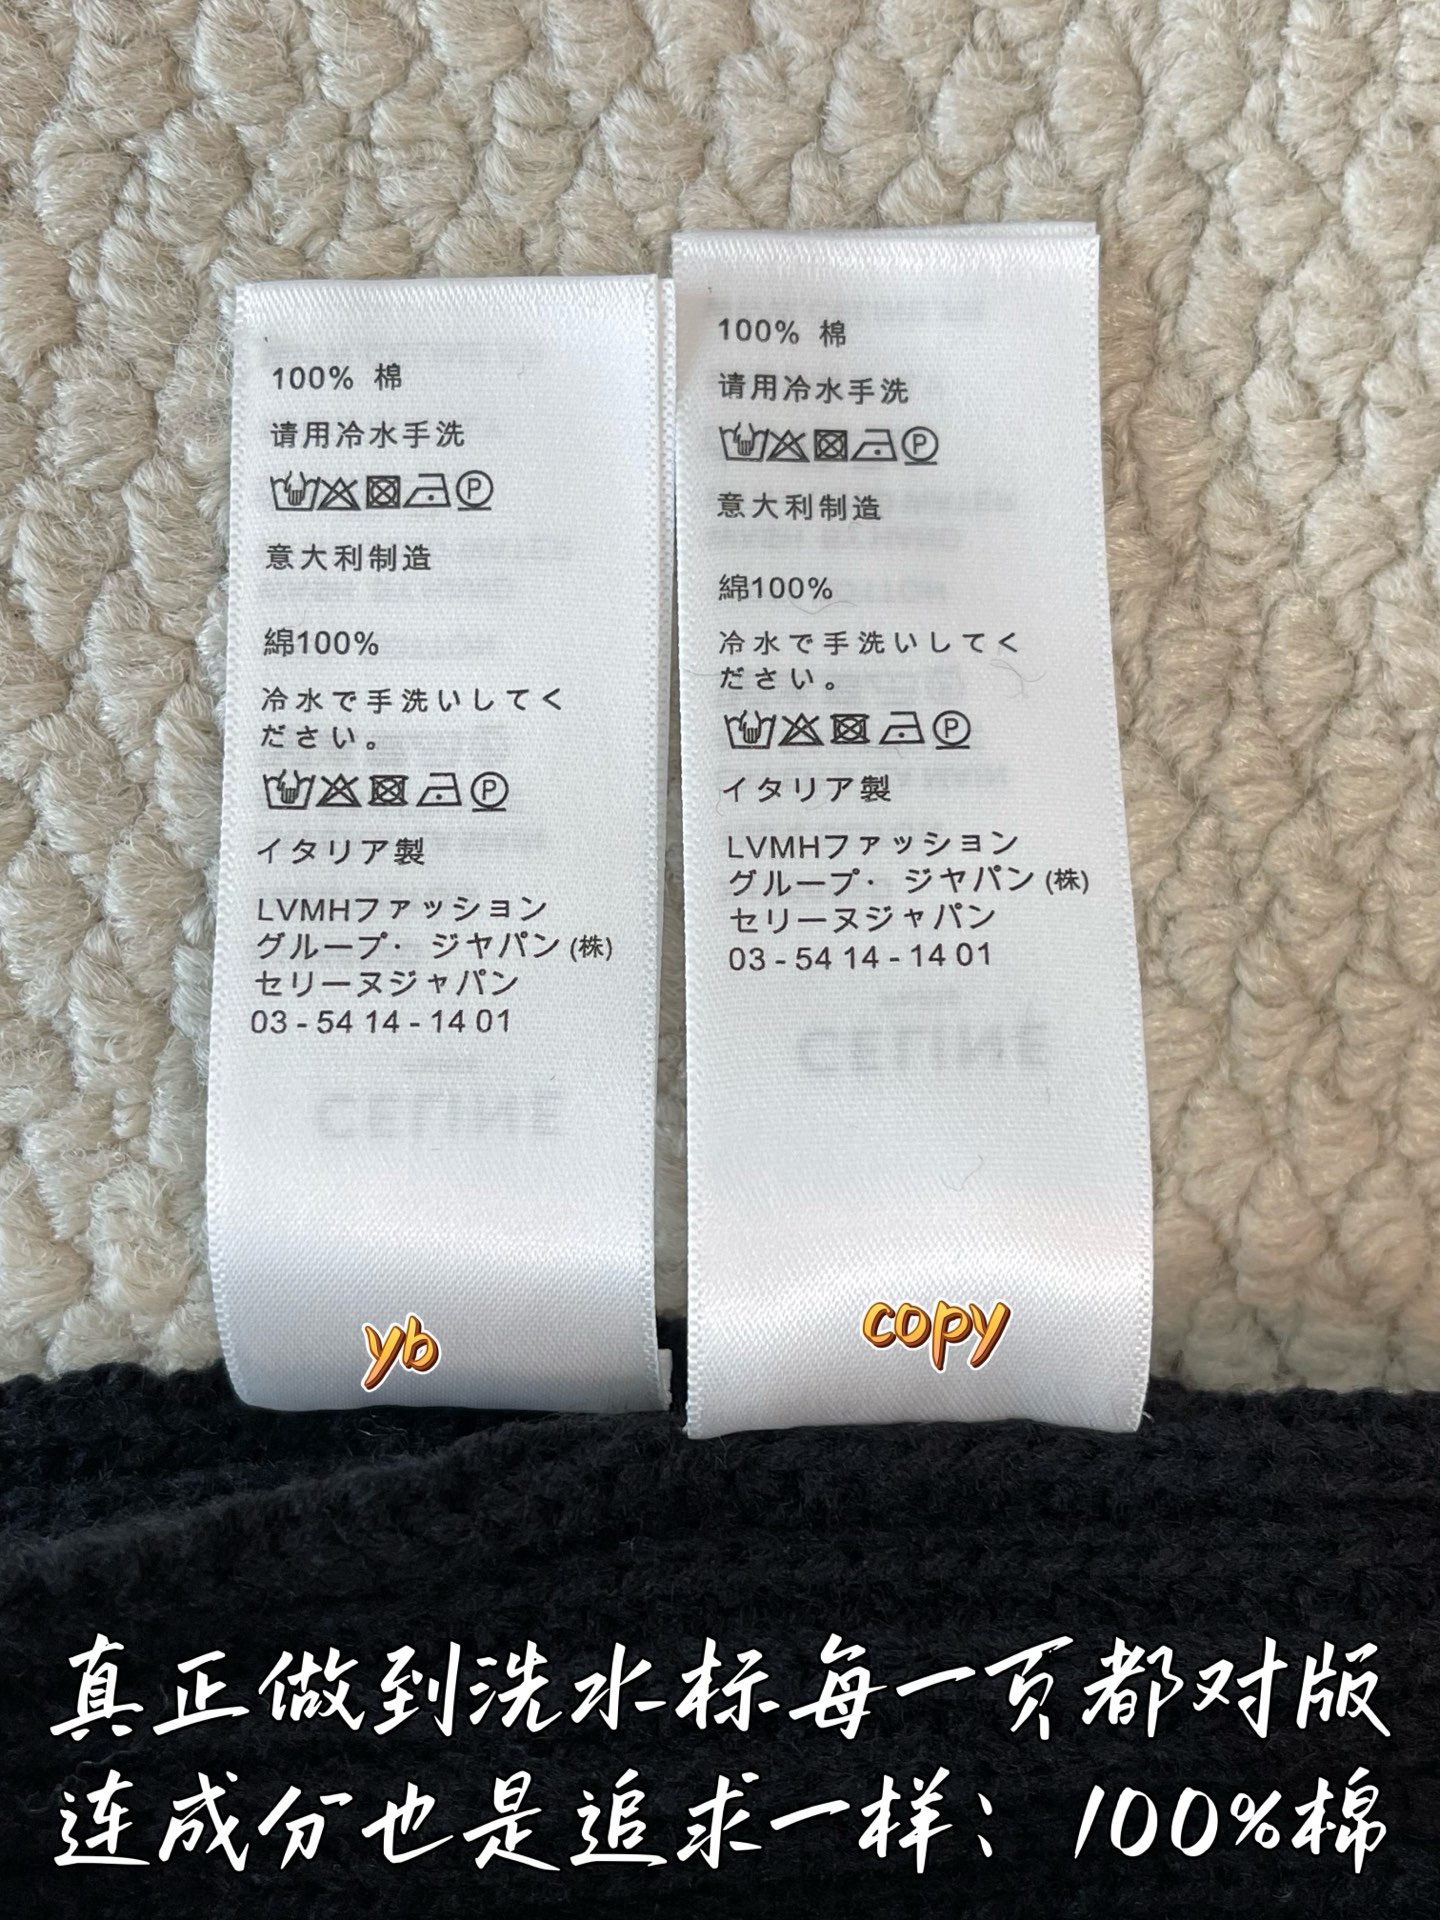 100% 棉
请用冷水手洗
P
意大利制造
綿100%
冷水で手洗いしてく
ださい。
P
イタリア製
LVMHファッション
グループ· ジヤパン (株)
セリーヌジャパン
03 - 54 14 - 14 01
CELINE
yb
100% 棉
请用冷水手洗
P
意大利制造
綿100%
冷水で手洗いしてく
ださい。
P
イタリア製
LVMHファッション
グループ· ジヤパン (株)
セリーヌジャパン
03 - 54 14 - 14 01
CELINE
copy
真正做到洗水标每一页都对版
连成分也是追求一样：100%棉